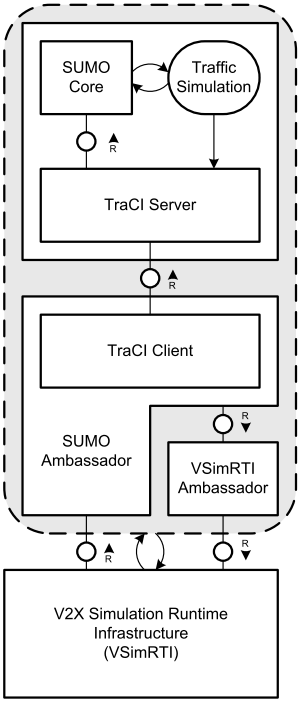 SUMO
Core
Traffic
Simulation
R
TraCI Server
R
TraCI Client
SUMO
Ambassador
R
VSimRTI
Ambassador
R
R
V2X Simulation Runtime
Infrastructure
(VSimRTI)